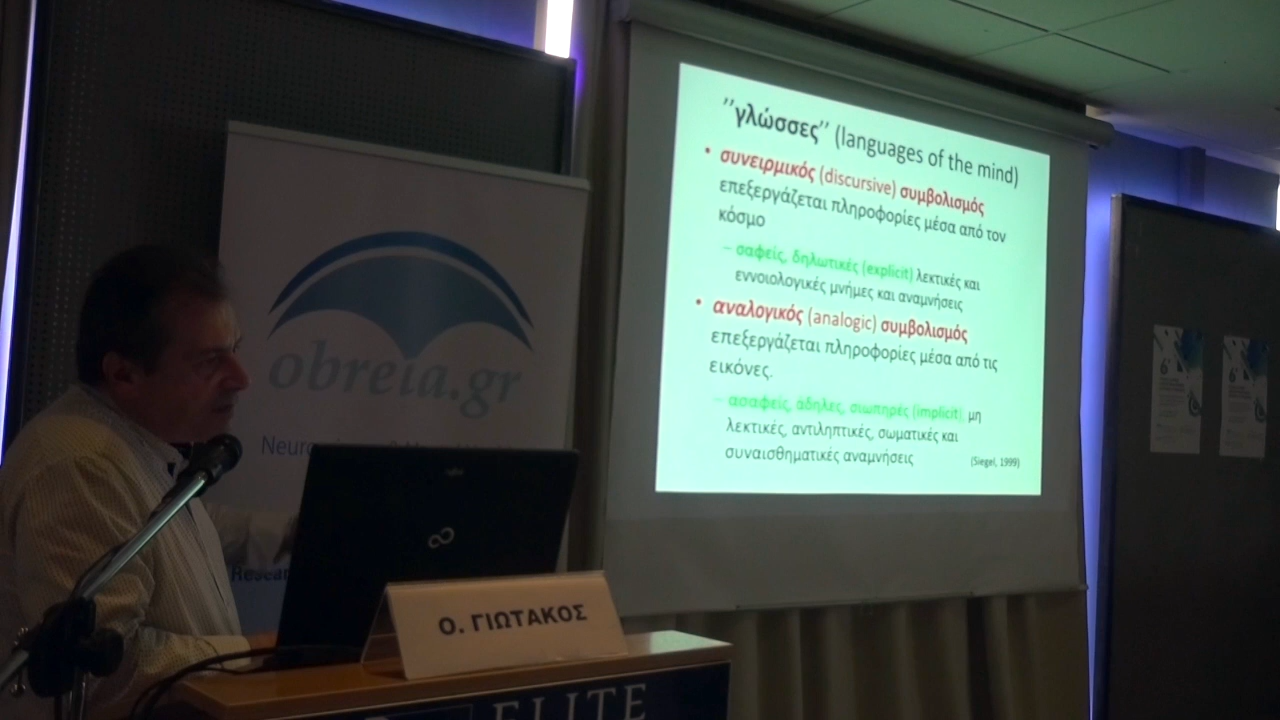 ''γλώσσες'' (languages of the mind)
• συνειρμικός (discursive) συμβολισμός
επεξεργάζεται πληροφορίες μέσα από τον
κόσμο
– σαφείς, δηλωτικές (explicit) λεκτικές και
εννοιολογικές μνήμες και αναμνήσεις
• αναλογικός (analogic) συμβολισμός
επεξεργάζεται πληροφορίες μέσα από τις
εικόνες.
– ασαφείς, άδηλες, σιωπηρές (implicit), μη
λεκτικές, αντιληπτικές, σωματικές και
συναισθηματικές αναμνήσεις
(Siegel, 1999)
obreia.gr
FUJITSU
Ο. ΓΙΩΤΑΚΟΣ
ELITE